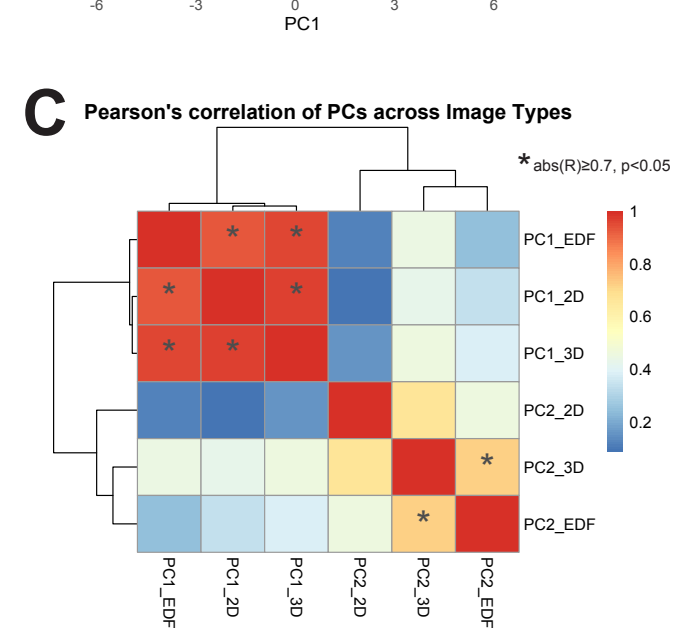 -6 -3 0 3 6
PC1
C Pearson's correlation of PCs across Image Types
* abs(R)≥0.7, p<0.05
1
0.8
0.6
0.4
0.2
* * PC1_EDF
* * PC1_2D
* * PC1_3D
PC2_2D
* PC2_3D
* PC2_EDF
PC1_EDF
PC1_2D
PC1_3D
PC2_2D
PC2_3D
PC2_EDF